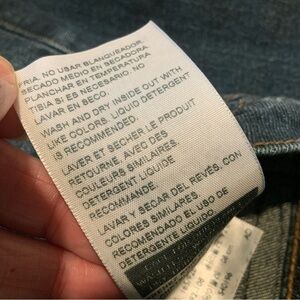 FRIA. NO USAR BLANQUEADOR.
SECADO MEDIO EN SECADORA.
PLANCHAR EN TEMPERATURA
TIBIA SI ES NECESARIO. NO
LAVAR EN SECO.
WASH AND DRY INSIDE OUT WITH
LIKE COLORS. LIQUID DETERGENT
IS RECOMMENDED.
LAVER ET SECHER LE PRODUIT
RETOURNE, AVEC DES
COULEURS SIMILAIRES.
DETERGENT LIQUIDE
RECOMMANDE.
LAVAR Y SECAR DEL REVÉS, CON
COLORES SIMILARES.
RECOMENDADO EL USO DE
DETERGENTE LIQUIDO.